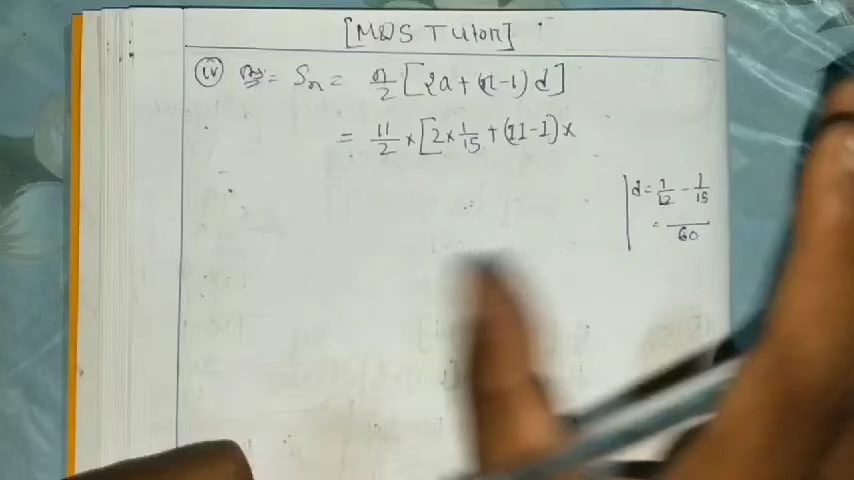 [MDS Tutor]
(iv) Ans = Sn = n/2 [2a + (n-1) d]
= 11/2 × [2 × 1/15 + (11-1) ×
d = 1/12 - 1/15
= /60